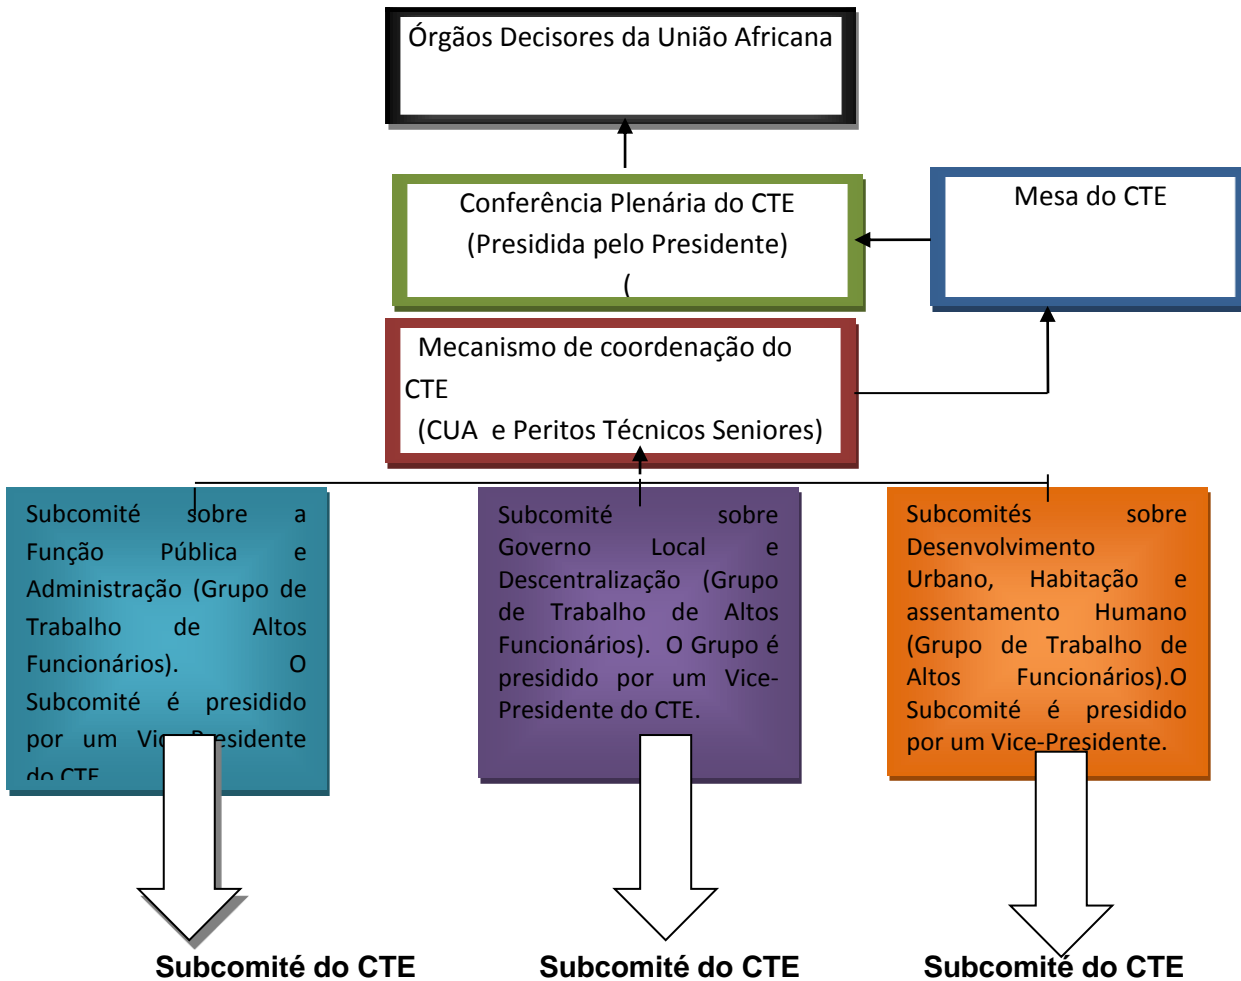 Órgãos Decisores da União Africana
Conferência Plenária do CTE
(Presidida pelo Presidente)
(
Mesa do CTE
Mecanismo de coordenação do
CTE
(CUA e Peritos Técnicos Seniores)
Subcomité sobre a
Função Pública e
Administração (Grupo de
Trabalho de Altos
Funcionários). O
Subcomité é presidido
por um Vice-Presidente
do CTE
Subcomité sobre
Governo Local e
Descentralização (Grupo
de Trabalho de Altos
Funcionários). O Grupo é
presidido por um Vice-
Presidente do CTE.
Subcomités sobre
Desenvolvimento
Urbano, Habitação e
assentamento Humano
(Grupo de Trabalho de
Altos Funcionários).O
Subcomité é presidido
por um Vice-Presidente.
Subcomité do CTE
Subcomité do CTE
Subcomité do CTE